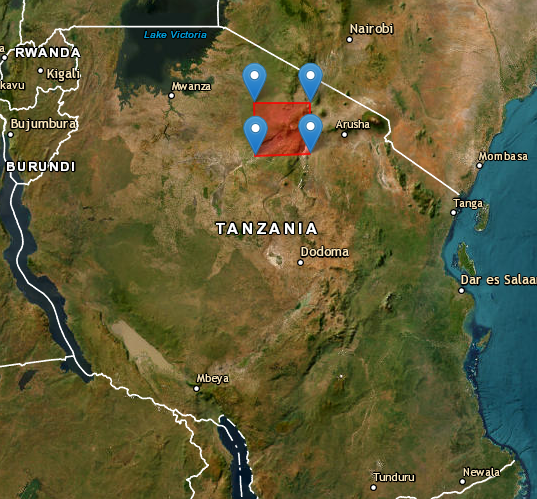 Nairobi
Lake Victoria
a
RWANDA
Kigali
kavu
Mwanza
Bujumbura
Arusha
Mombasa
BURUNDI
Tanga
TANZANIA
Dodoma
Dar es Salaa
Mbeya
Newala
Tunduru